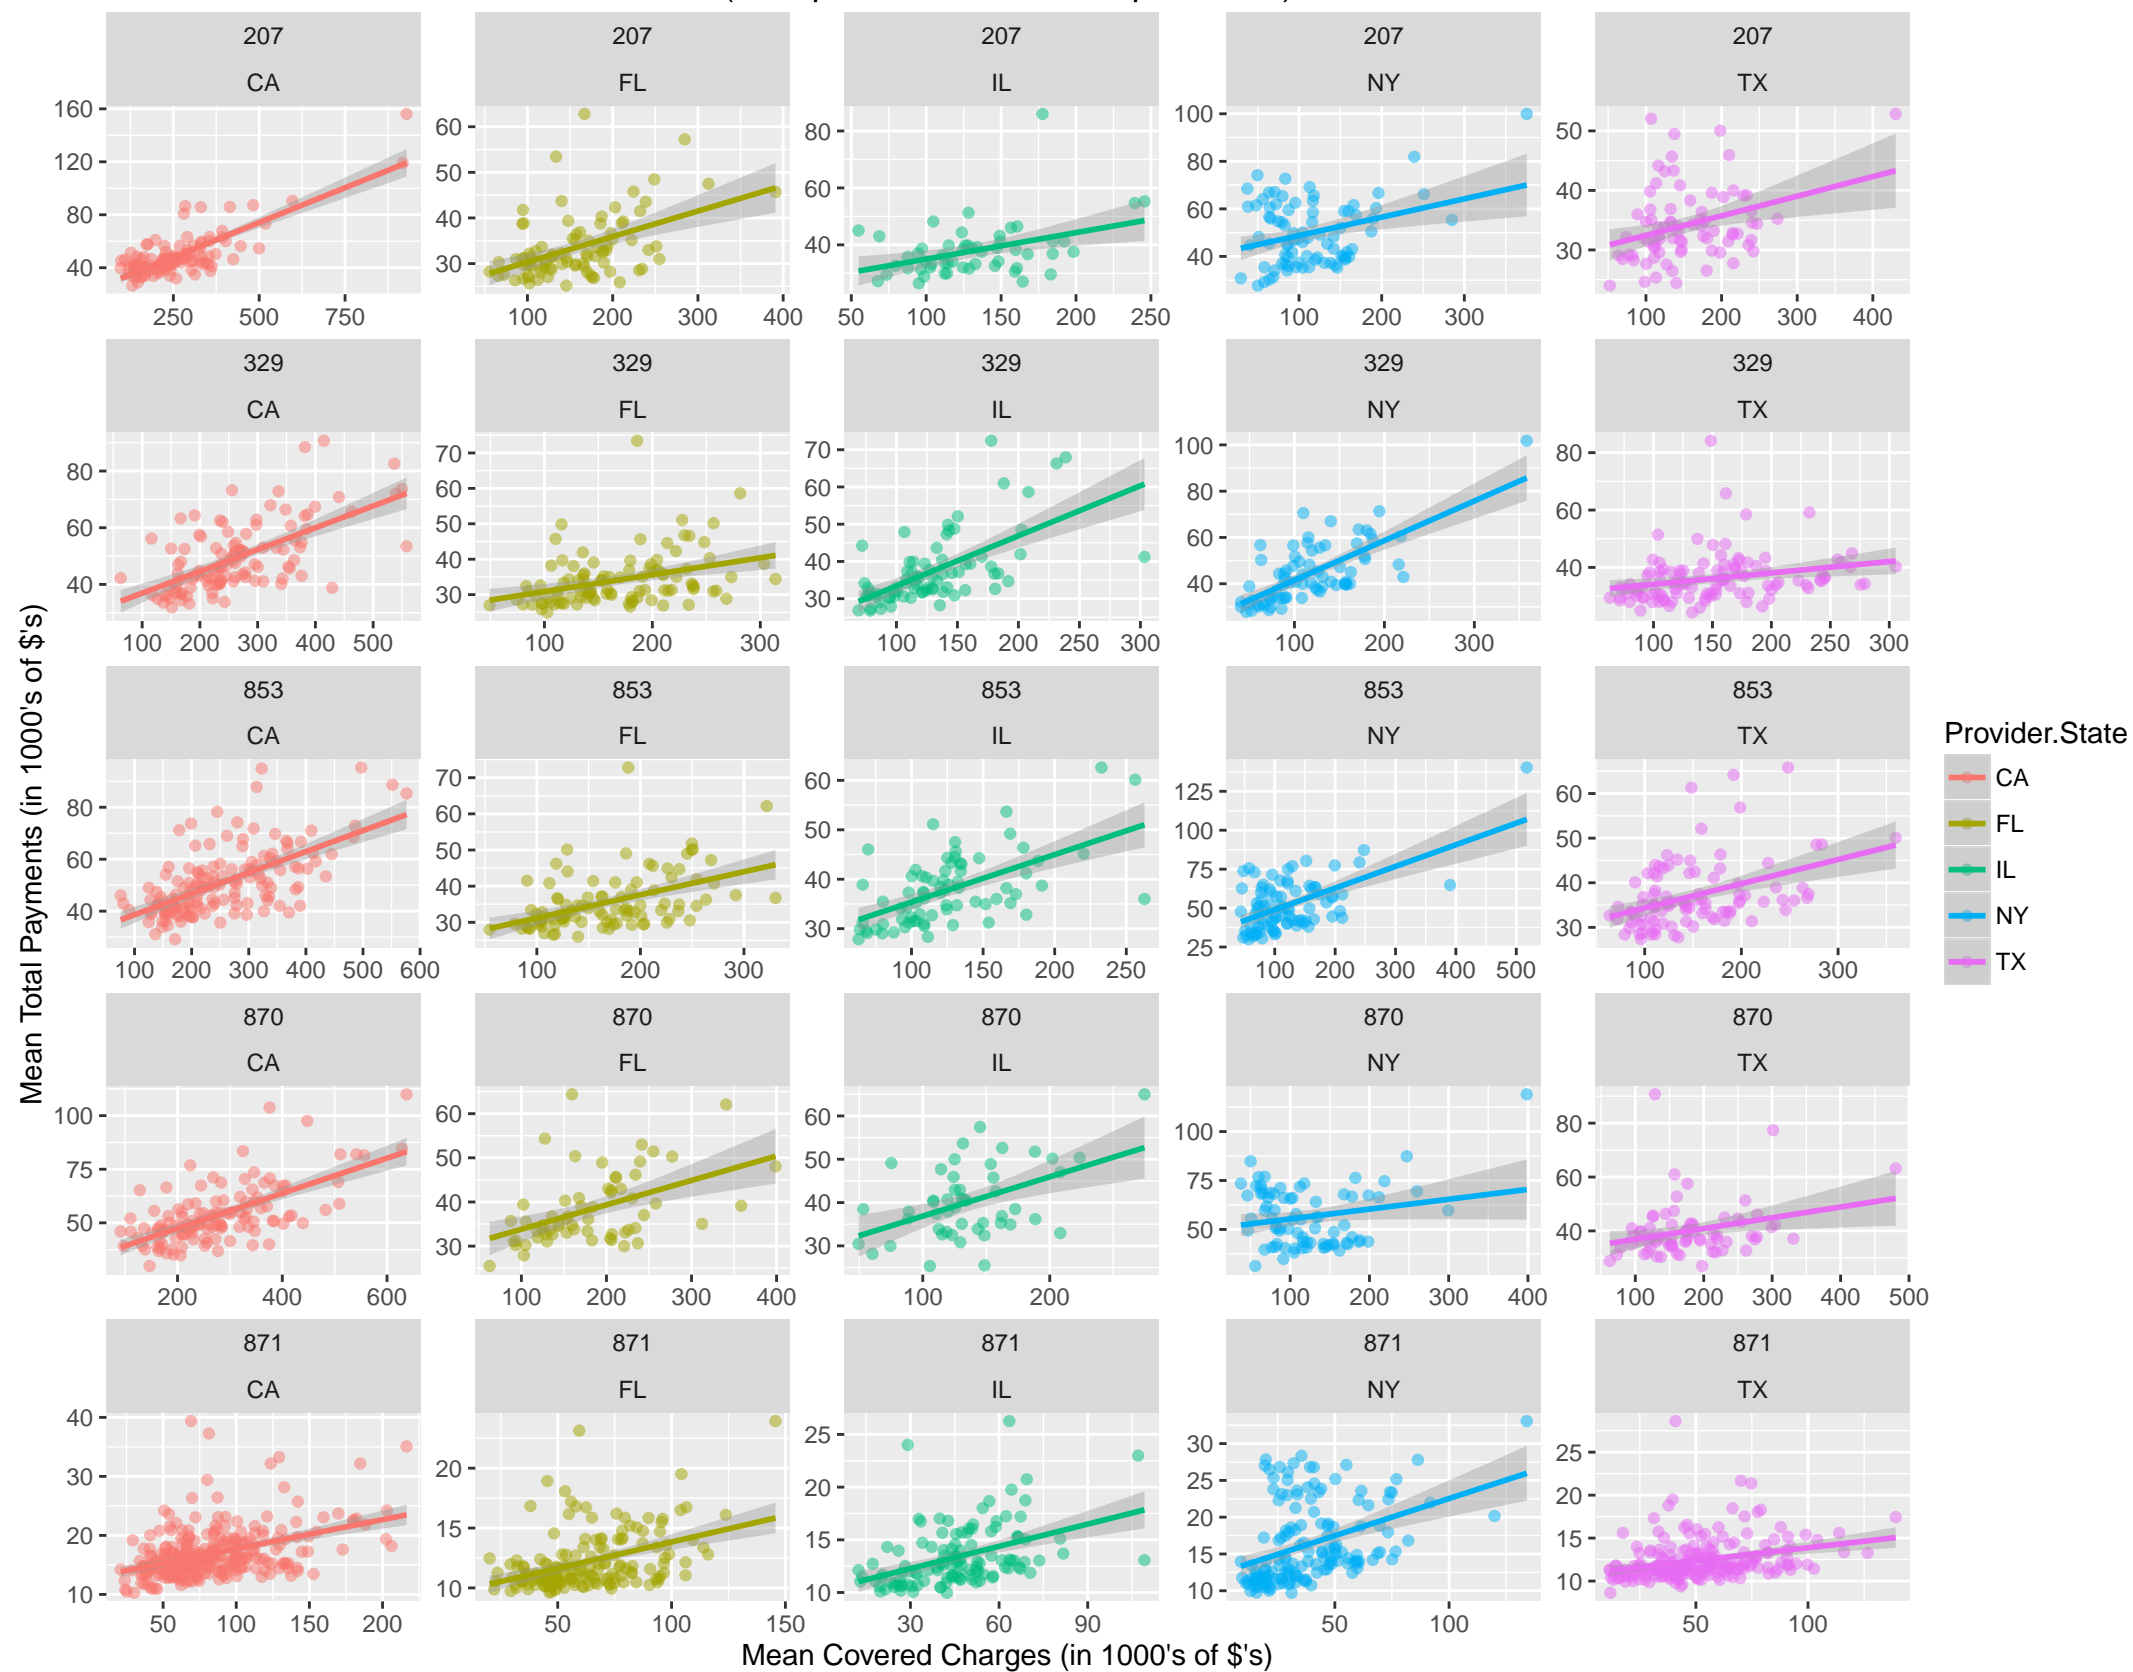 207 207 207 207 207
CA FL IL NY TX
160 120 80 40
60 50 40 30
80 60 40
100 80 60 40
50 40 30
250 500 750
100 200 300 400
50 100 150 200 250
100 200 300
100 200 300 400
329 329 329 329 329
CA FL IL NY TX
80 60 40
70 60 50 40 30
70 60 50 40 30
100 80 60 40
80 60 40
100 200 300 400 500
100 200 300
100 150 200 250 300
100 200 300
100 150 200 250 300
853 853 853 853 853
CA FL IL NY TX
80 60 40
70 60 50 40 30
60 50 40 30
125 100 75 50 25
60 50 40 30
100 200 300 400 500 600
100 200 300
100 150 200 250
100 200 300 400 500
100 200 300
870 870 870 870 870
CA FL IL NY TX
100 75 50
60 50 40 30
60 50 40 30
100 75 50
80 60 40
200 400 600
100 200 300 400
100 200
100 200 300 400
100 200 300 400 500
871 871 871 871 871
CA FL IL NY TX
40 30 20 10
20 15 10
25 20 15 10
30 25 20 15 10
25 20 15 10
50 100 150 200
50 100 150
30 60 90
50 100
50 100
Mean Total Payments (in 1000's of $'s)
Mean Covered Charges (in 1000's of $'s)
Provider.State
CA
FL
IL
NY
TX